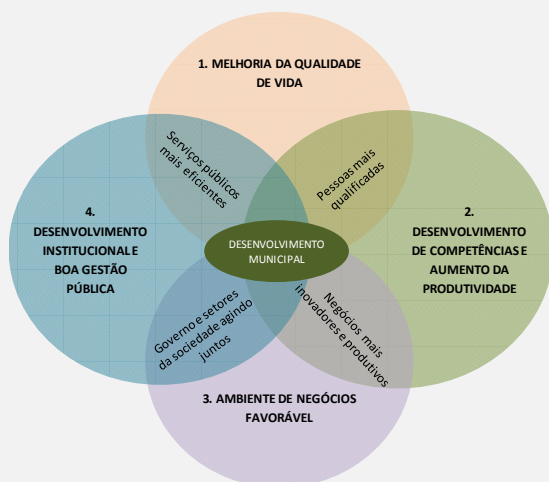 1. MELHORIA DA QUALIDADE
DE VIDA
Serviços públicos
mais eficientes
Pessoas mais
qualificadas
4.
DESENVOLVIMENTO
INSTITUCIONAL E
BOA GESTÃO
PÚBLICA
DESENVOLVIMENTO
MUNICIPAL
2.
DESENVOLVIMENTO
DE COMPETÊNCIAS E
AUMENTO DA
PRODUTIVIDADE
Governo e setores
da sociedade agindo
juntos
Negócios mais
inovadores e produtivos
3. AMBIENTE DE NEGÓCIOS
FAVORÁVEL